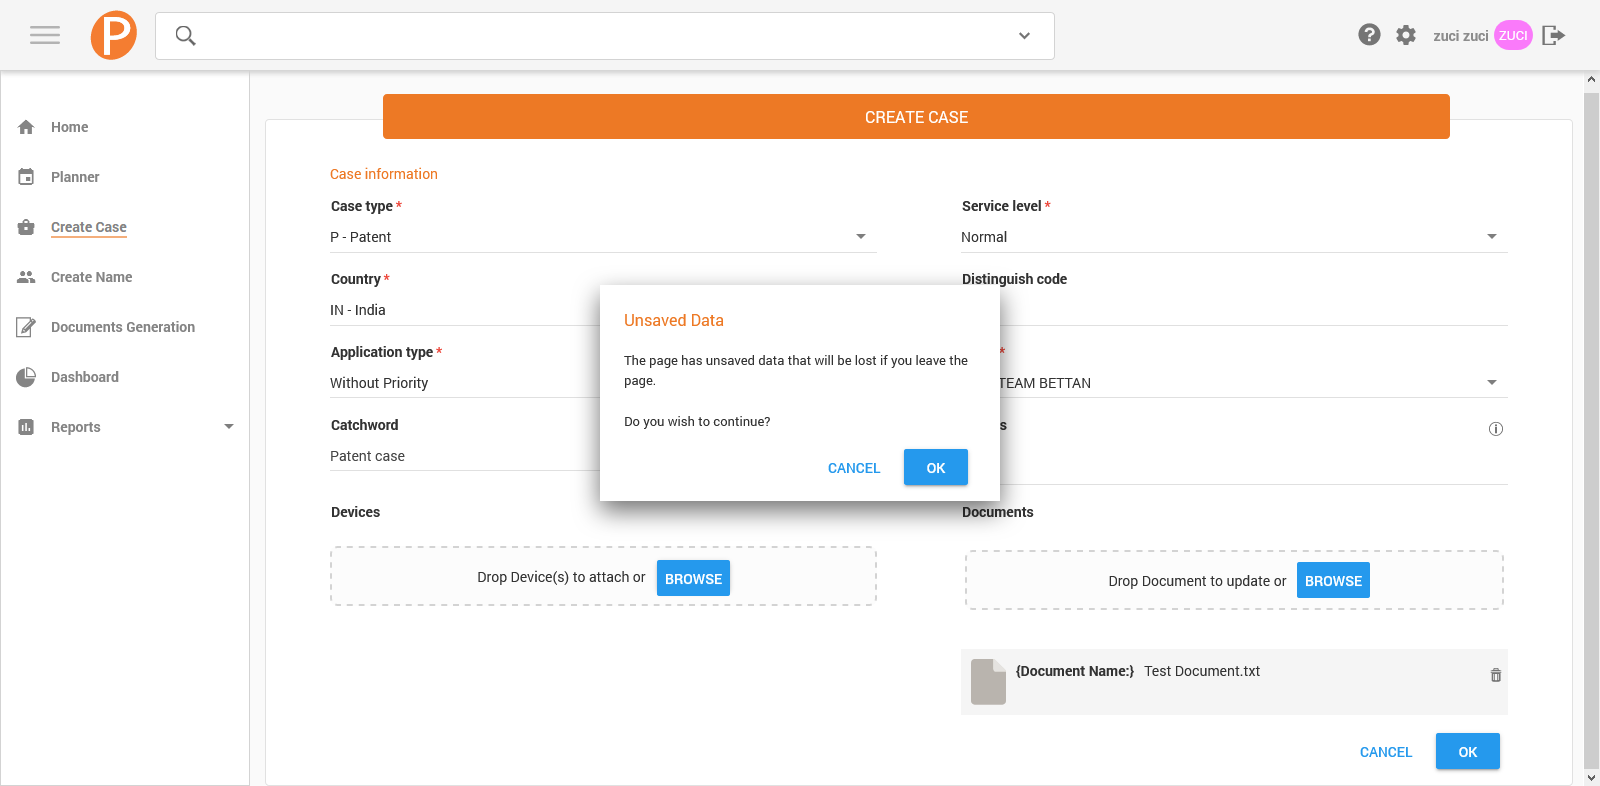 P
zuci zuci
ZUCI
Home
Planner
Create Case
Create Name
Documents Generation
Dashboard
Reports
CREATE CASE
Case information
Case type *
Service level *
P - Patent
Normal
Country *
Distinguish code
IN - India
Application type *
*
Without Priority
TEAM BETTAN
Catchword
s
Patent case
Unsaved Data
The page has unsaved data that will be lost if you leave the
page.
Do you wish to continue?
CANCEL
OK
Devices
Documents
Drop Device(s) to attach or BROWSE
Drop Document to update or BROWSE
{Document Name:} Test Document.txt
CANCEL
OK